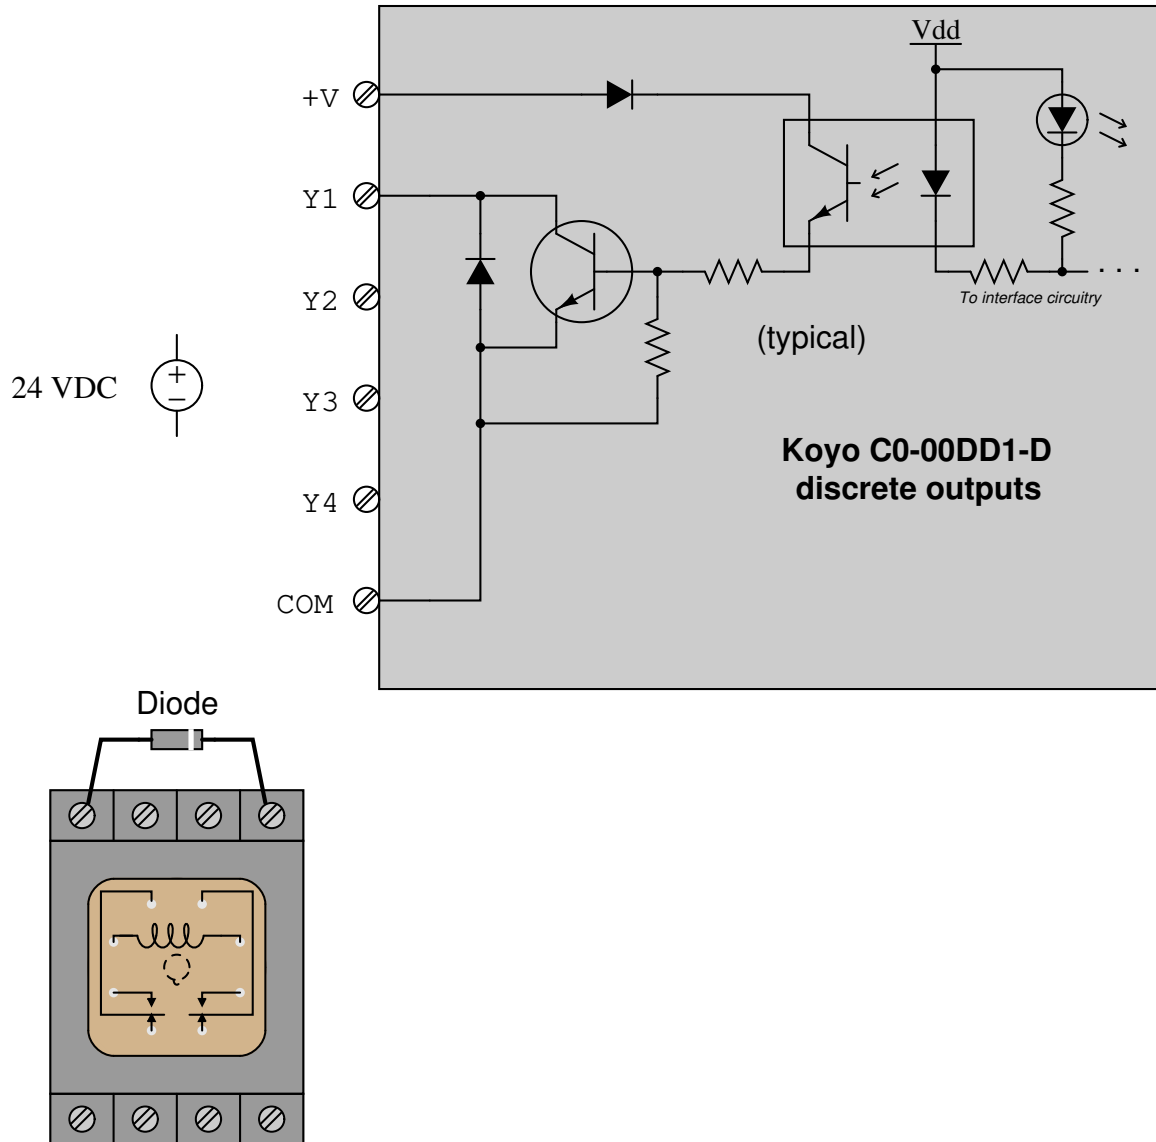 Vdd
+V
Y1
Y2
To interface circuitry
. . .
(typical)
24 VDC
+
−
Y3
Koyo C0-00DD1-D
discrete outputs
Y4
COM
Diode